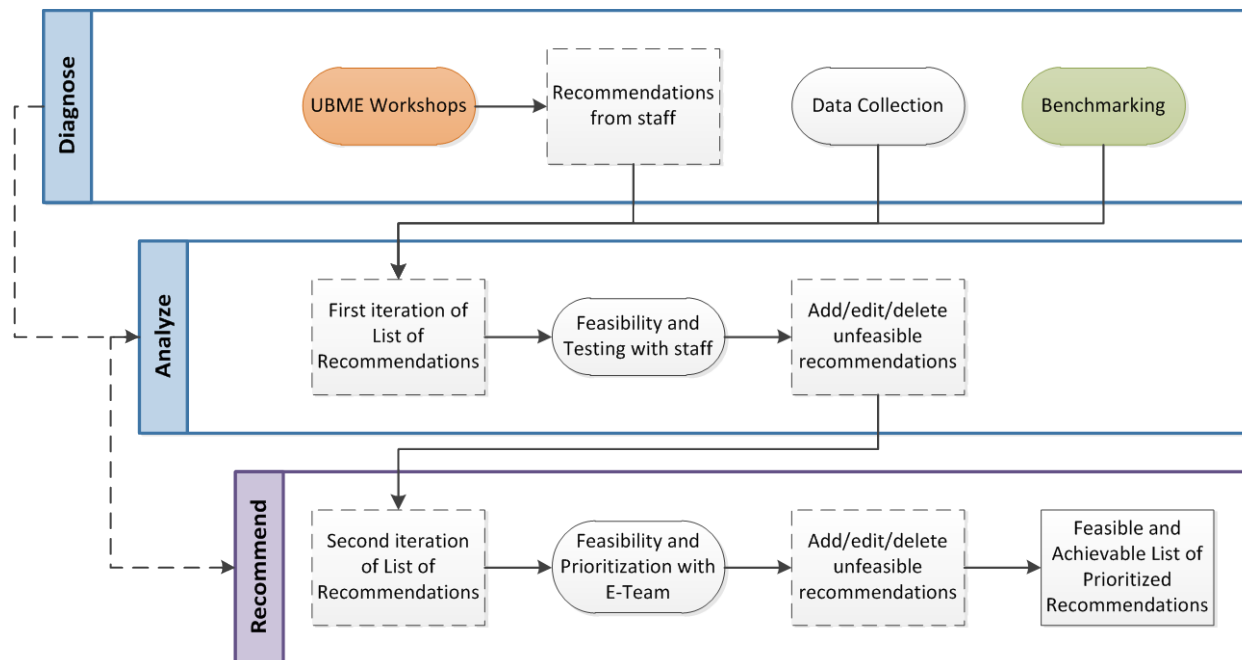 Diagnose
UBME Workshops
Recommendations
from staff
Data Collection
Benchmarking
Analyze
First iteration of
List of
Recommendations
Feasibility and
Testing with staff
Add/edit/delete
unfeasible
recommendations
Recommend
Second iteration
of List of
Recommendations
Feasibility and
Prioritization with
E-Team
Add/edit/delete
unfeasible
recommendations
Feasible and
Achievable List of
Prioritized
Recommendations